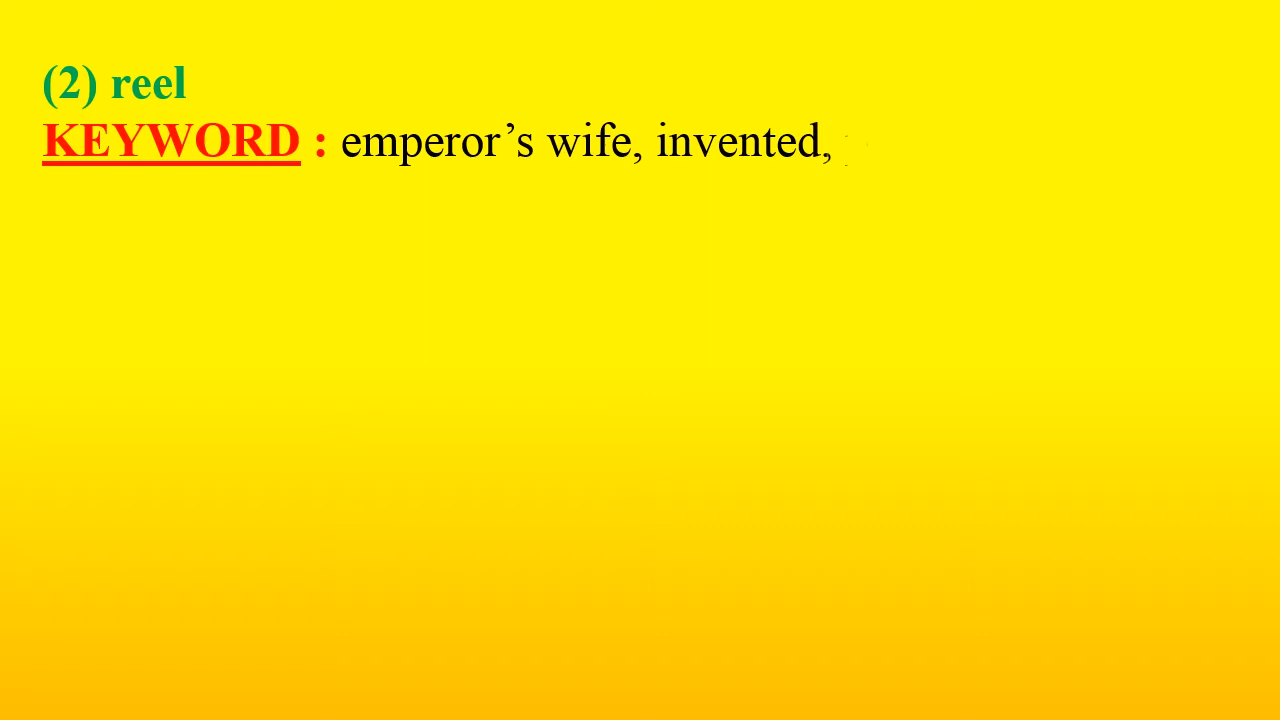 (2) reel
KEYWORD : emperor’s wife, invented,